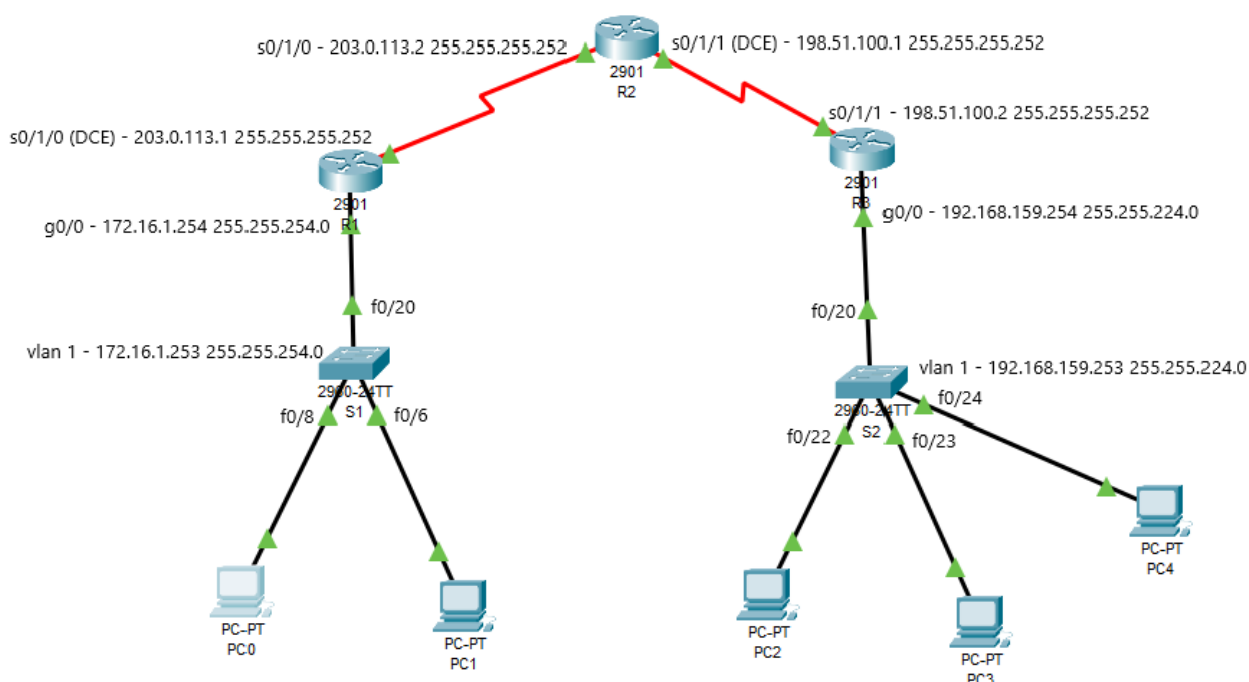 s0/1/0 - 203.0.113.2 255.255.255.252
s0/1/1 (DCE) - 198.51.100.1 255.255.255.252
2901
R2
s0/1/0 (DCE) - 203.0.113.1 255.255.255.252
s0/1/1 - 198.51.100.2 255.255.255.252
2901
R1
2901
R3
g0/0 - 172.16.1.254 255.255.254.0
g0/0 - 192.168.159.254 255.255.224.0
f0/20
f0/20
vlan 1 - 172.16.1.253 255.255.254.0
vlan 1 - 192.168.159.253 255.255.224.0
2960-24TT
S1
2960-24TT
S2
f0/8
f0/6
f0/22
f0/23
f0/24
PC-PT
PC0
PC-PT
PC1
PC-PT
PC2
PC-PT
PC3
PC-PT
PC4